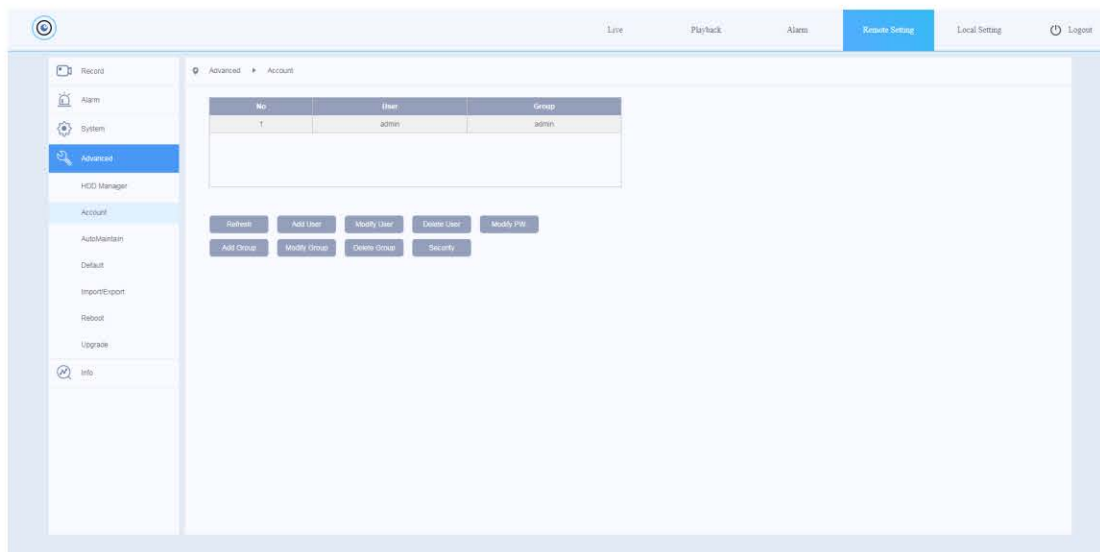 Live Playback Alarm Remote Setting Local Setting Logout
Record
Advanced Account
Alarm
No User Group
1 admin admin
System
Advanced
HDD Manager
Account
Refresh Add User Modify User Delete User Modify PW
AutoMaintain
Add Group Modify Group Delete Group Security
Default
Import/Export
Reboot
Upgrade
Info